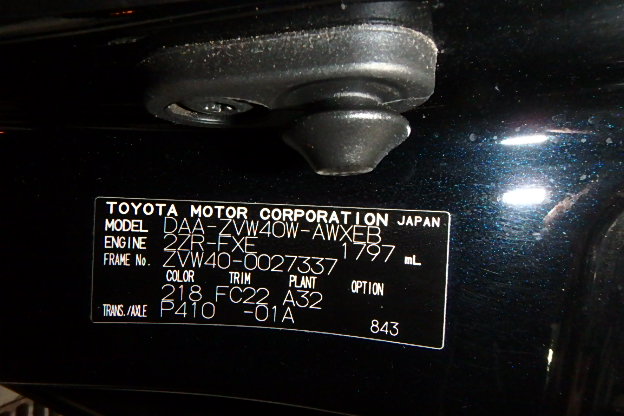 TOYOTA MOTOR CORPORATION JAPAN
MODEL DAA-ZVW40W-AWXEB
ENGINE 2ZR-FXE 1797 mL
FRAME No. ZVW40-0027337
COLOR TRIM PLANT OPTION
218 FC22 A32
TRANS./AXLE P410 -01A
843